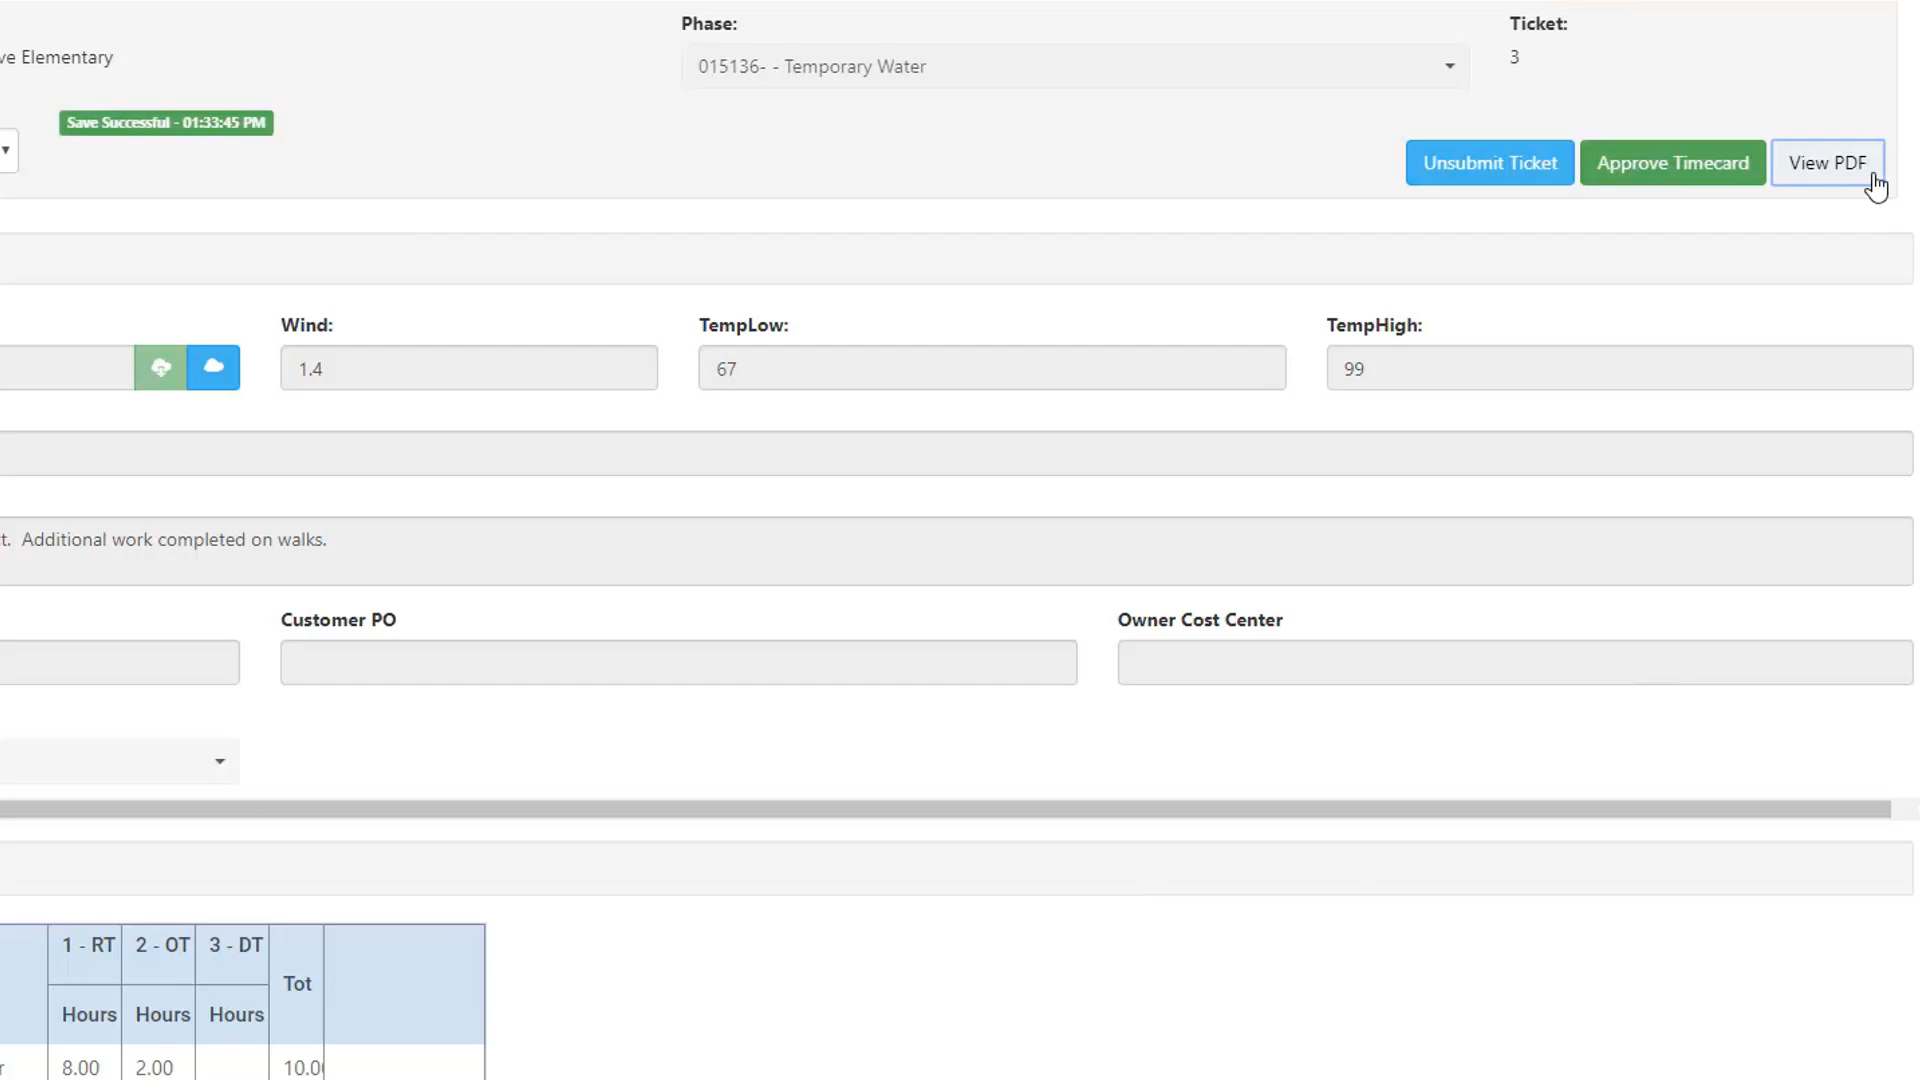 Phase:
Ticket:
ve Elementary
015136- - Temporary Water
3
Save Successful - 01:33:45 PM
Unsubmit Ticket
Approve Timecard
View PDF
Wind:
TempLow:
TempHigh:
1.4
67
99
t. Additional work completed on walks.
Customer PO
Owner Cost Center
1 - RT
2 - OT
3 - DT
Tot
Hours
Hours
Hours
r
8.00
2.00
10.0